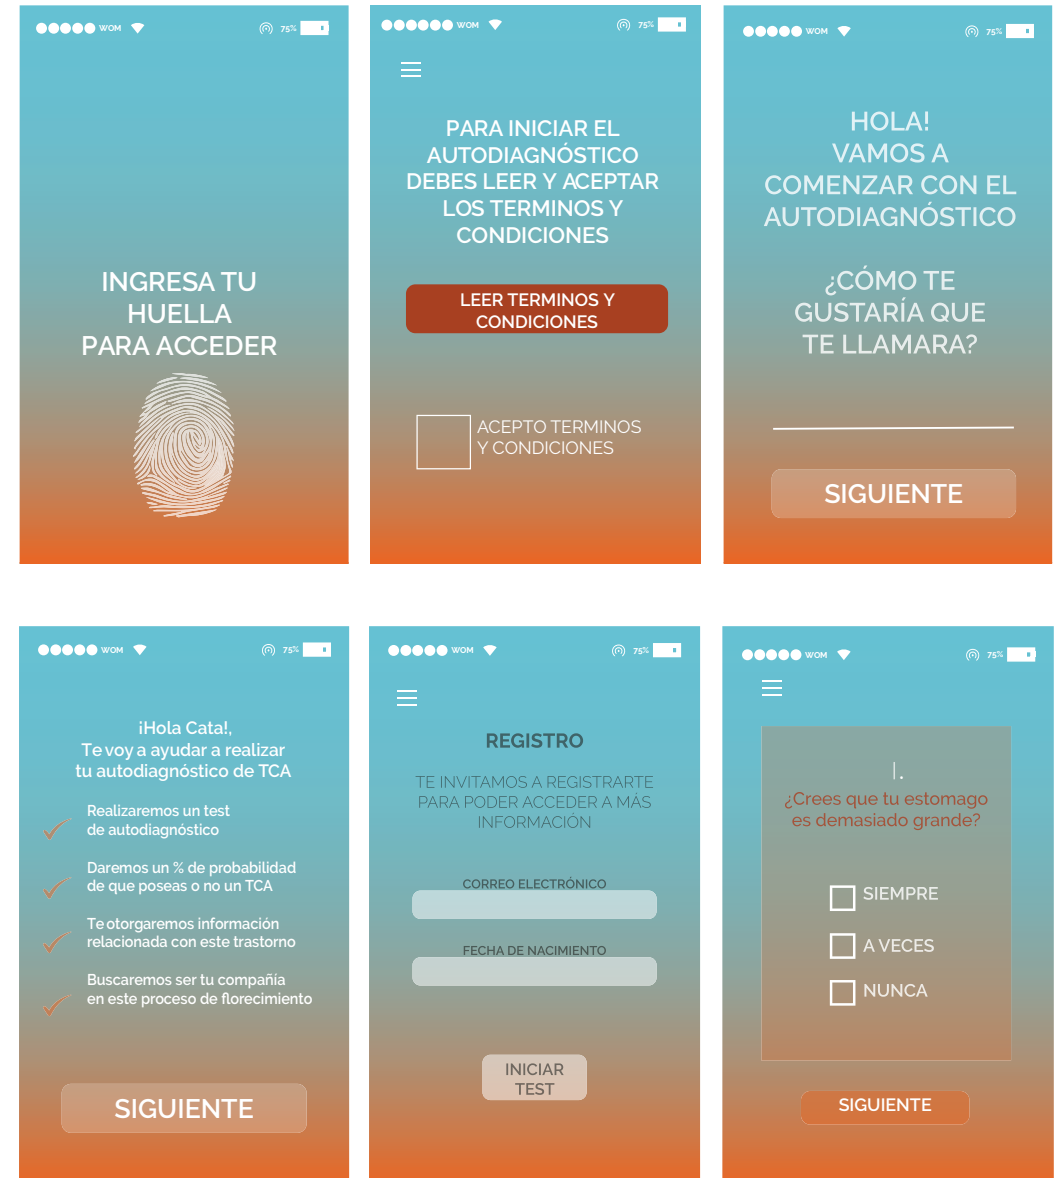 WOM
75%
INGRESA TU
HUELLA
PARA ACCEDER
WOM
75%
PARA INICIAR EL
AUTODIAGNÓSTICO
DEBES LEER Y ACEPTAR
LOS TERMINOS Y
CONDICIONES
LEER TERMINOS Y
CONDICIONES
ACEPTO TERMINOS
Y CONDICIONES
WOM
75%
HOLA!
VAMOS A
COMENZAR CON EL
AUTODIAGNÓSTICO
¿CÓMO TE
GUSTARÍA QUE
TE LLAMARA?
SIGUIENTE
WOM
75%
¡Hola Cata!,
Te voy a ayudar a realizar
tu autodiagnóstico de TCA
Realizaremos un test
de autodiagnóstico
Daremos un % de probabilidad
de que poseas o no un TCA
Te otorgaremos información
relacionada con este trastorno
Buscaremos ser tu compañía
en este proceso de florecimiento
SIGUIENTE
WOM
75%
REGISTRO
TE INVITAMOS A REGISTRARTE
PARA PODER ACCEDER A MÁS
INFORMACIÓN
CORREO ELECTRÓNICO
FECHA DE NACIMIENTO
INICIAR
TEST
WOM
75%
1.
¿Crees que tu estomago
es demasiado grande?
SIEMPRE
A VECES
NUNCA
SIGUIENTE